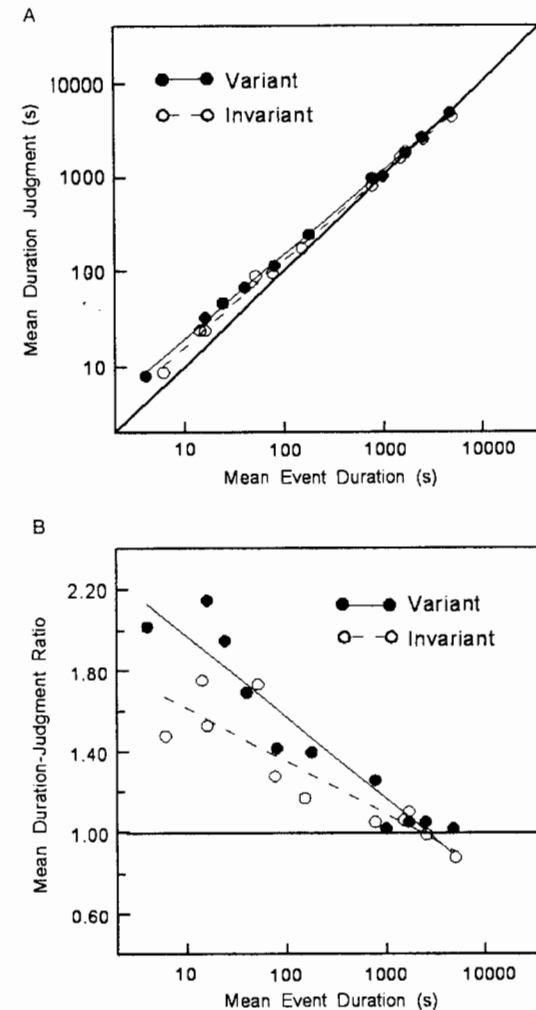 A
Mean Duration Judgment (s)
10000
1000
100
10
Variant
Invariant
10
100
1000
10000
Mean Event Duration (s)
B
Mean Duration-Judgment Ratio
2.20
1.80
1.40
1.00
0.60
Variant
Invariant
10
100
1000
10000
Mean Event Duration (s)